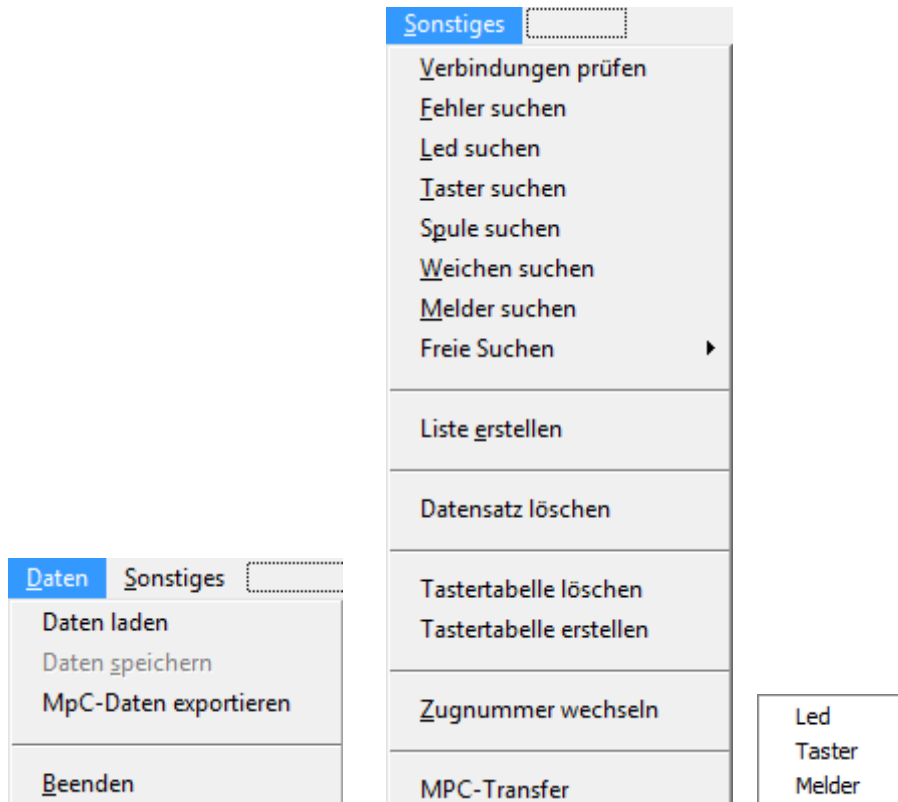 Sonstiges
Verbindungen prüfen
Fehler suchen
Led suchen
Taster suchen
Spule suchen
Weichen suchen
Melder suchen
Freie Suchen
Liste erstellen
Datensatz löschen
Tastertabelle löschen
Tastertabelle erstellen
Zugnummer wechseln
MPC-Transfer
Daten Sonstiges
Daten laden
Daten speichern
MpC-Daten exportieren
Beenden
Led
Taster
Melder